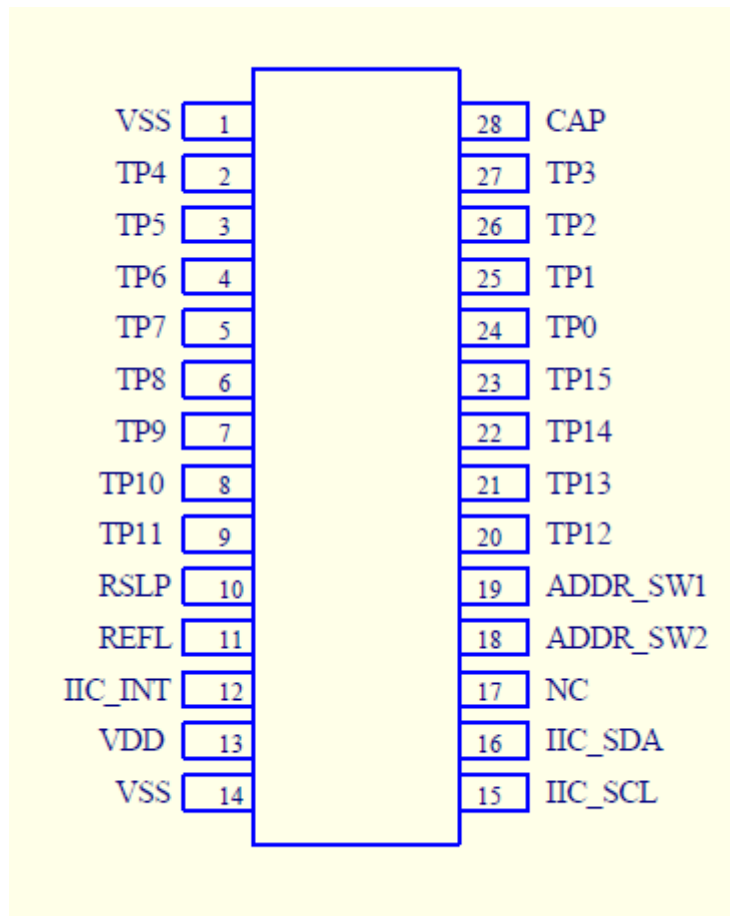 VSS 1 28 CAP
TP4 2 27 TP3
TP5 3 26 TP2
TP6 4 25 TP1
TP7 5 24 TP0
TP8 6 23 TP15
TP9 7 22 TP14
TP10 8 21 TP13
TP11 9 20 TP12
RSLP 10 19 ADDR_SW1
REFL 11 18 ADDR_SW2
IIC_INT 12 17 NC
VDD 13 16 IIC_SDA
VSS 14 15 IIC_SCL